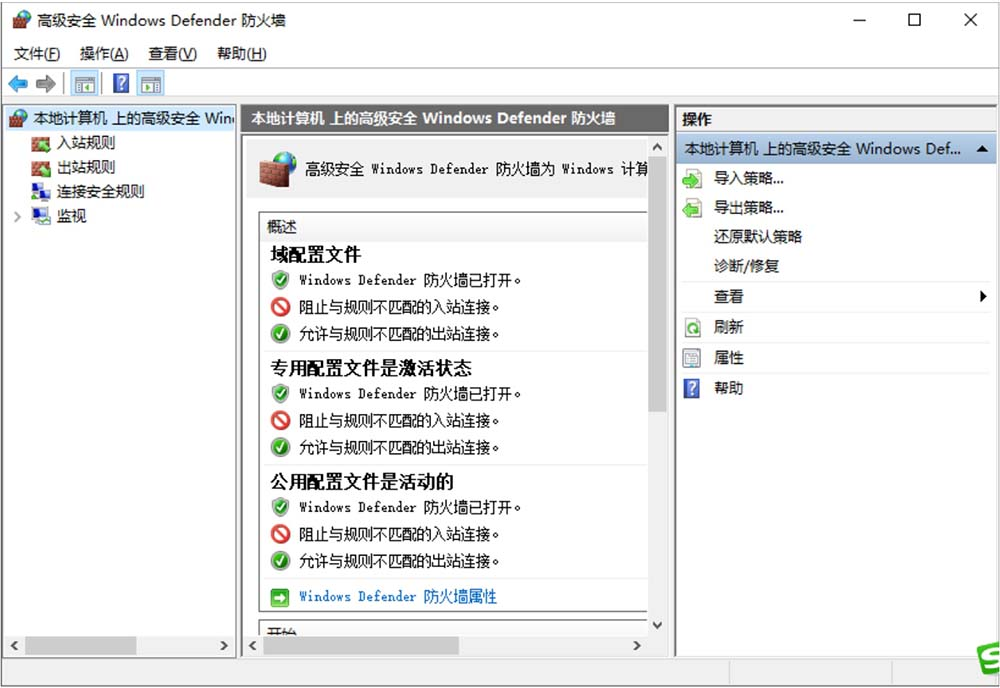 高级安全 Windows Defender 防火墙
文件(F) 操作(A) 查看(V) 帮助(H)
本地计算机 上的高级安全 Win
入站规则
出站规则
连接安全规则
监视
本地计算机 上的高级安全 Windows Defender 防火墙
高级安全 Windows Defender 防火墙为 Windows 计算
概述
域配置文件
Windows Defender 防火墙已打开。
阻止与规则不匹配的入站连接。
允许与规则不匹配的出站连接。
专用配置文件是激活状态
Windows Defender 防火墙已打开。
阻止与规则不匹配的入站连接。
允许与规则不匹配的出站连接。
公用配置文件是活动的
Windows Defender 防火墙已打开。
阻止与规则不匹配的入站连接。
允许与规则不匹配的出站连接。
Windows Defender 防火墙属性
开始
操作
本地计算机 上的高级安全 Windows Def...
导入策略...
导出策略...
还原默认策略
诊断/修复
查看
刷新
属性
帮助